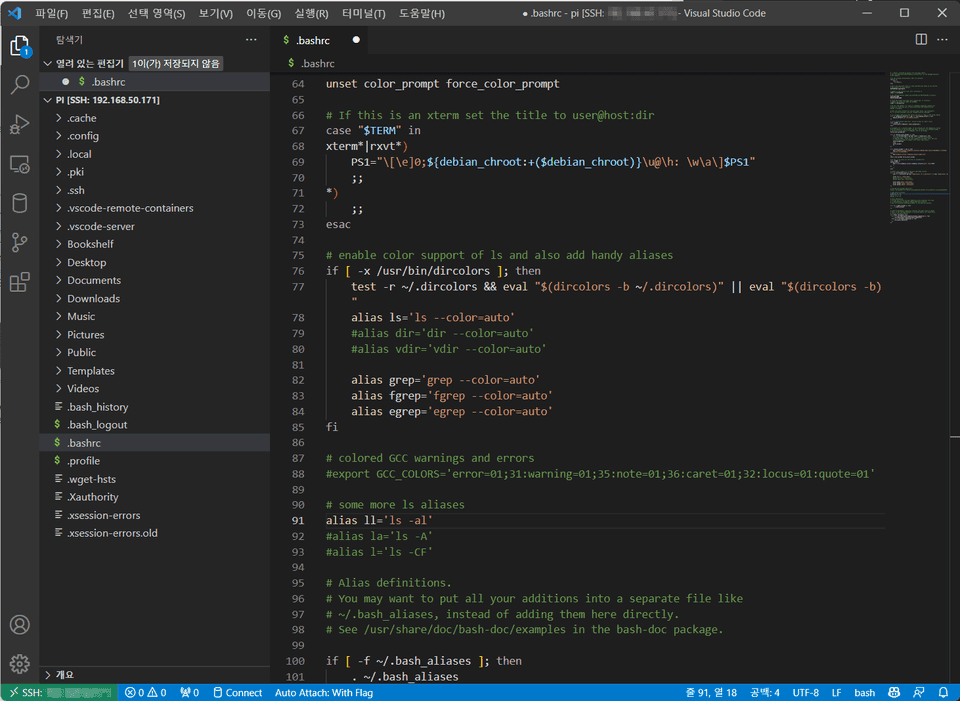 파일(F) 편집(E) 선택 영역(S) 보기(V) 이동(G) 실행(R) 터미널(T) 도움말(H) ● .bashrc - pi [SSH: ] - Visual Studio Code
탐색기 ···
열려 있는 편집기 1이(가) 저장되지 않음
● $ .bashrc
PI [SSH: 192.168.50.171]
.cache
.config
.local
.pki
.ssh
.vscode-remote-containers
.vscode-server
Bookshelf
Desktop
Documents
Downloads
Music
Pictures
Public
Templates
Videos
.bash_history
$ .bash_logout
$ .bashrc
$ .profile
.wget-hsts
.Xauthority
.xsession-errors
.xsession-errors.old
개요
1
$ .bashrc ●
$ .bashrc
64 unset color_prompt force_color_prompt
65
66 # If this is an xterm set the title to user@host:dir
67 case "$TERM" in
68 xterm*|rxvt*)
69     PS1="\[\e]0;${debian_chroot:+($debian_chroot)}\u@\h: \w\a\]$PS1"
70     ;;
71 *)
72     ;;
73 esac
74
75 # enable color support of ls and also add handy aliases
76 if [ -x /usr/bin/dircolors ]; then
77     test -r ~/.dircolors && eval "$(dircolors -b ~/.dircolors)" || eval "$(dircolors -b)
"
78     alias ls='ls --color=auto'
79     #alias dir='dir --color=auto'
80     #alias vdir='vdir --color=auto'
81
82     alias grep='grep --color=auto'
83     alias fgrep='fgrep --color=auto'
84     alias egrep='egrep --color=auto'
85 fi
86
87 # colored GCC warnings and errors
88 #export GCC_COLORS='error=01;31:warning=01;35:note=01;36:caret=01;32:locus=01:quote=01'
89
90 # some more ls aliases
91 alias ll='ls -al'
92 #alias la='ls -A'
93 #alias l='ls -CF'
94
95 # Alias definitions.
96 # You may want to put all your additions into a separate file like
97 # ~/.bash_aliases, instead of adding them here directly.
98 # See /usr/share/doc/bash-doc/examples in the bash-doc package.
99
100 if [ -f ~/.bash_aliases ]; then
101     . ~/.bash_aliases
SSH: 0 0 0 Connect Auto Attach: With Flag 줄 91, 열 18 공백: 4 UTF-8 LF bash